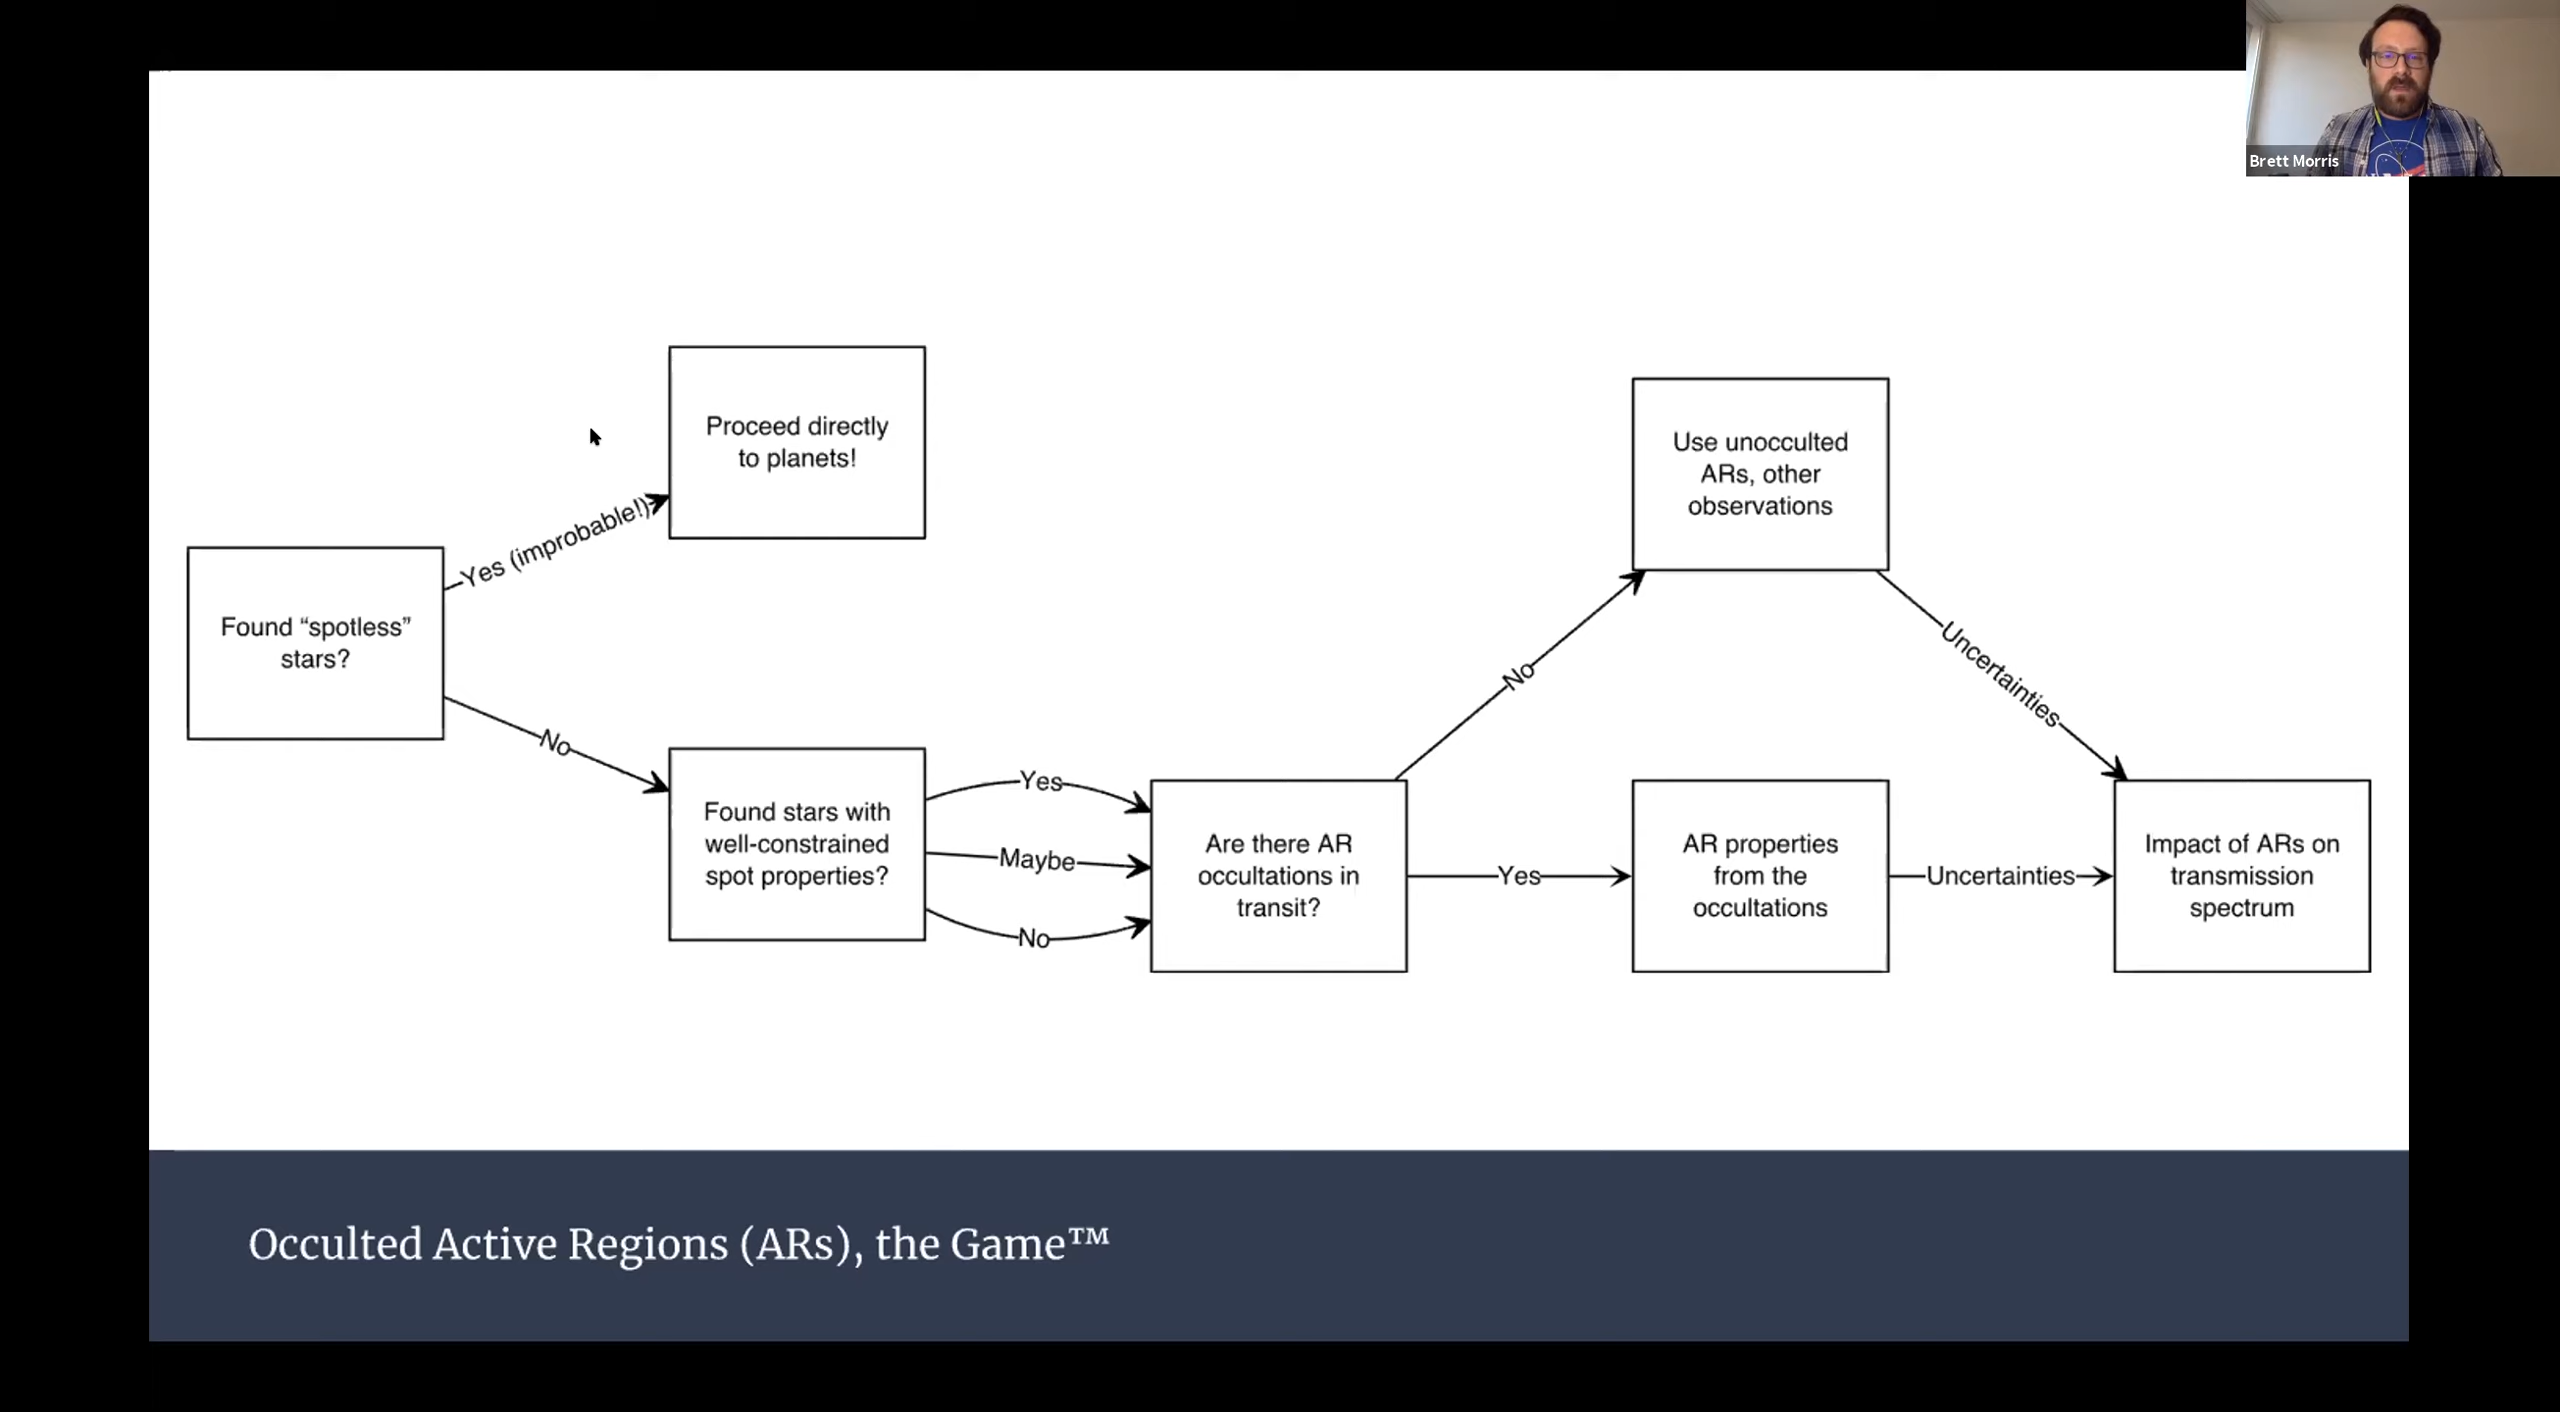 Brett Morris
Proceed directly
to planets!
Use unocculted
ARs, other
observations
Yes (improbable!)
Found “spotless”
stars?
No
No
Uncertainties
Found stars with
well-constrained
spot properties?
Yes
Maybe
No
Are there AR
occultations in
transit?
Yes
AR properties
from the
occultations
Uncertainties
Impact of ARs on
transmission
spectrum
Occulted Active Regions (ARs), the Game™